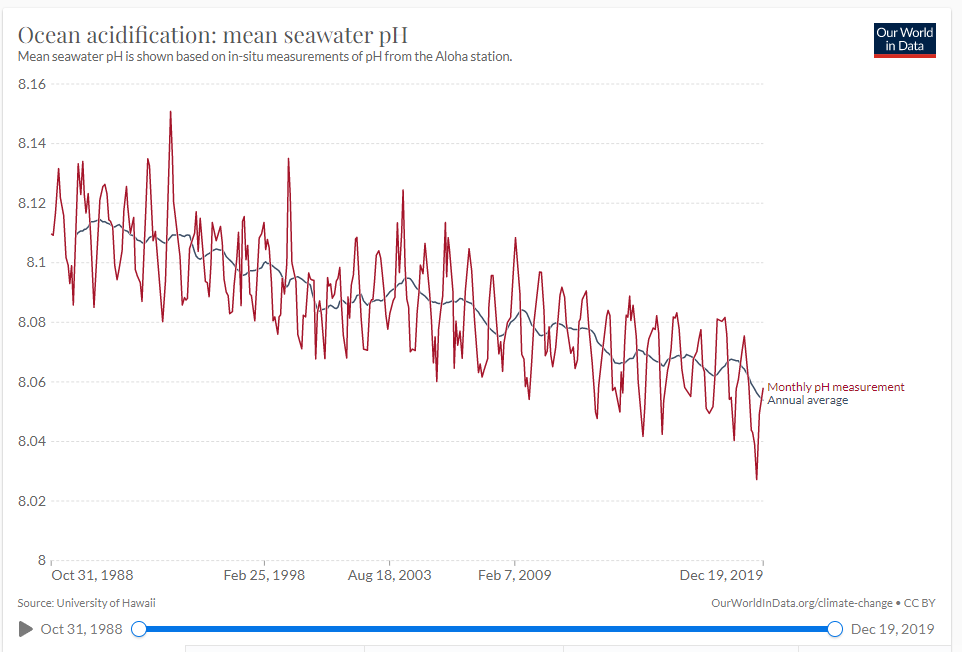 Ocean acidification: mean seawater pH
Mean seawater pH is shown based on in-situ measurements of pH from the Aloha station.
Our World
in Data
8.16
8.14
8.12
8.1
8.08
8.06
Monthly pH measurement
Annual average
8.04
8.02
8
Oct 31, 1988 Feb 25, 1998 Aug 18, 2003 Feb 7, 2009 Dec 19, 2019
Source: University of Hawaii OurWorldInData.org/climate-change • CC BY
Oct 31, 1988 Dec 19, 2019